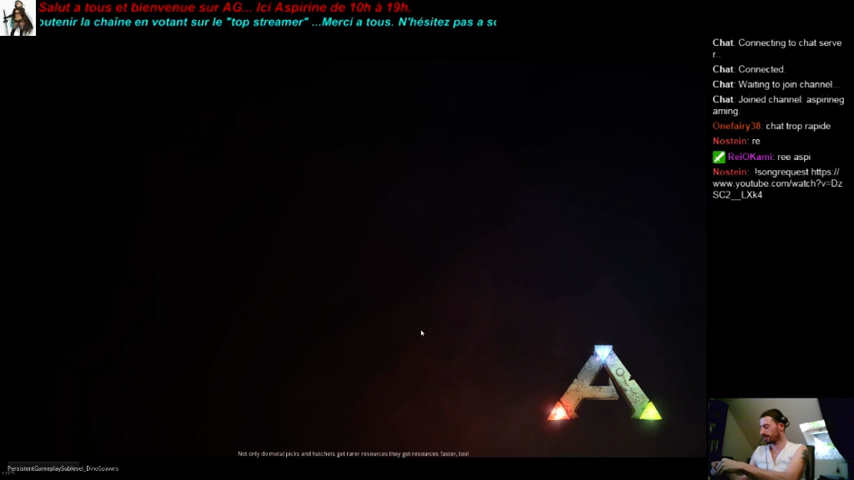 Salut a tous et bienvenue sur AG... Ici Aspirine de 10h à 19h.
outenir la chaîne en votant sur le "top streamer" ...Merci a tous. N'hésitez pas a so
Chat: Connecting to chat serve
r..
Chat: Connected.
Chat: Waiting to join channel...
Chat: Joined channel: aspirineg
aming.
Onefairy38: chat trop rapide
Nostein: re
ReiOKami: ree aspi
Nostein: !songrequest https://
www.youtube.com/watch?v=Dz
SC2__LXk4
Not only do metal picks and hatchets get rarer resources they get resources faster, too!
PersistentGameplaySublevel_DinoSpawns